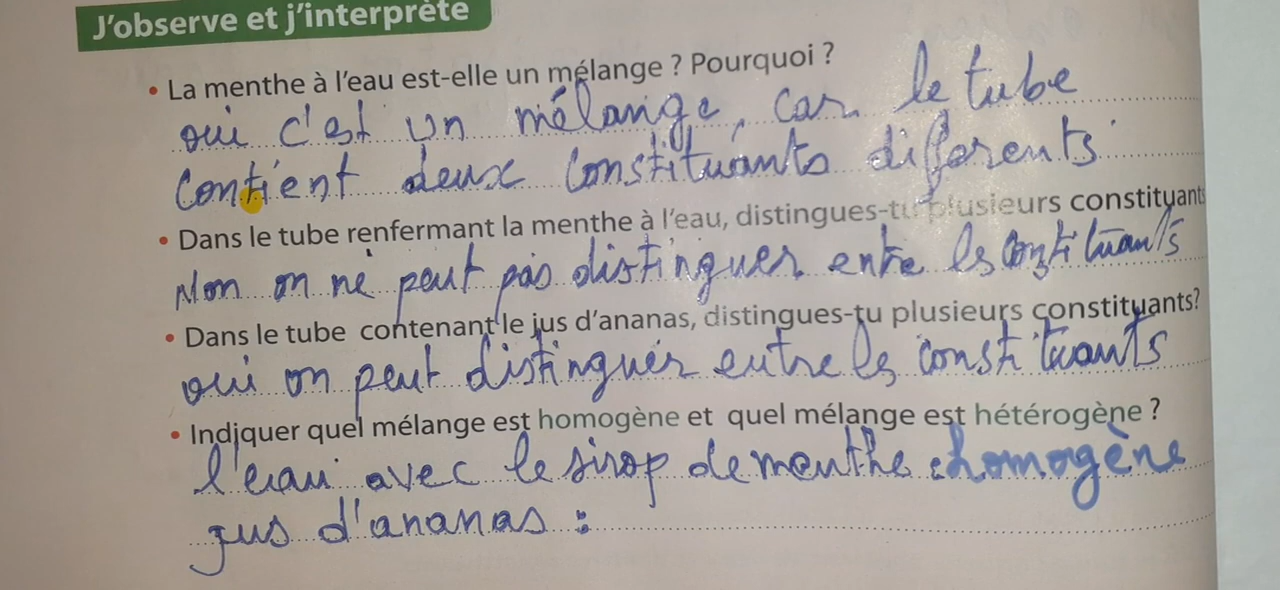 J'observe et j'interprète
• La menthe à l'eau est-elle un mélange ? Pourquoi ?
oui c'est un mélange, car le tube
contient deux constituants différents
• Dans le tube renfermant la menthe à l'eau, distingues-tu plusieurs constituants
Non on ne peut pas distinguer entre les constituants
• Dans le tube contenant le jus d'ananas, distingues-tu plusieurs constituants?
oui on peut distinguer entre les constituants
• Indiquer quel mélange est homogène et quel mélange est hétérogène ?
l'eau avec le sirop de menthe : homogène
jus d'ananas :